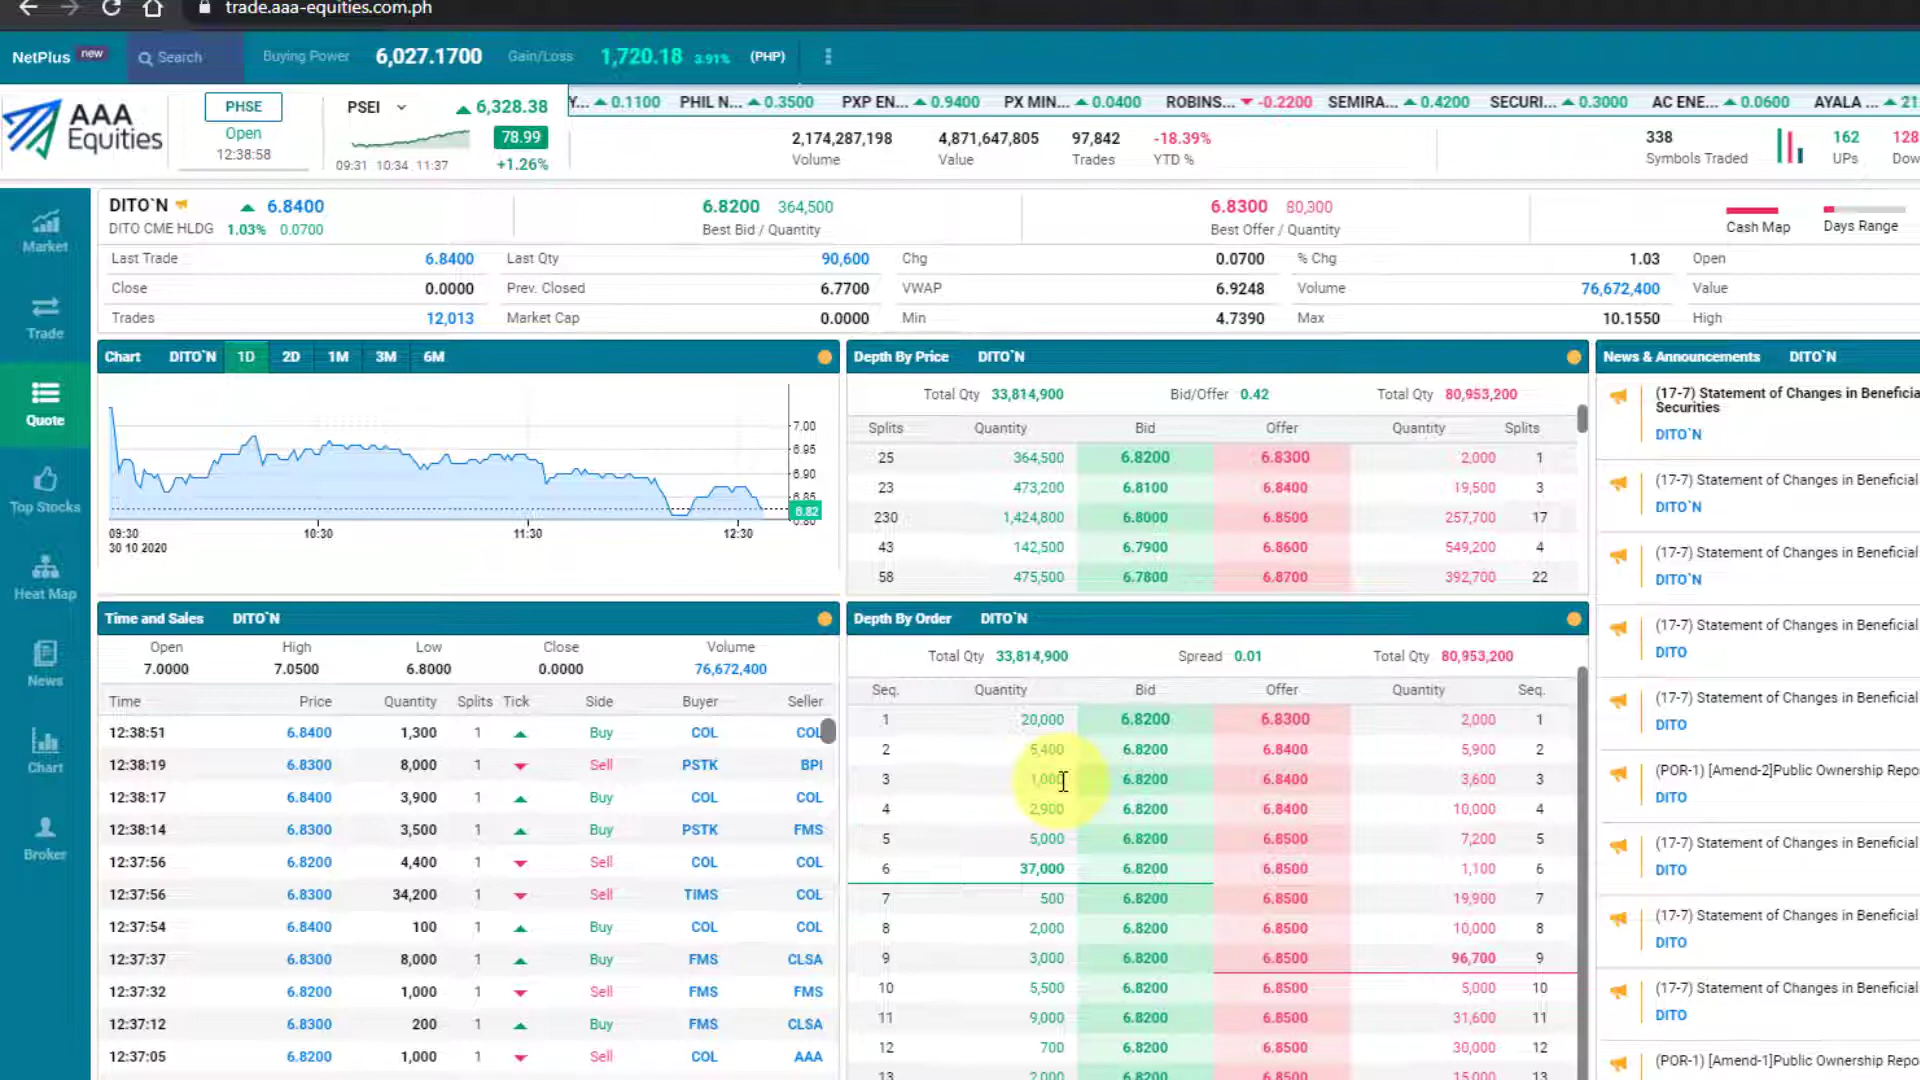 trade.aaa-equities.com.ph
NetPlus new Search Buying Power 6,027.1700 Gain/Loss 1,720.18 3.91% (PHP)
AAA Equities
PHSE
Open
12:38:58
PSEI 6,328.38
78.99
+1.26%
09:31 10:34 11:37
Y... 0.1100 PHIL N... 0.3500 PXP EN... 0.9400 PX MIN... 0.0400 ROBINS... -0.2200 SEMIRA... 0.4200 SECURI... 0.3000 AC ENE... 0.0600 AYALA ... 21
2,174,287,198 4,871,647,805 97,842 -18.39% 338 162 128
Volume Value Trades YTD % Symbols Traded UPs Dow
Market
Trade
Quote
Top Stocks
Heat Map
News
Chart
Broker
DITO`N 6.8400 6.8200 364,500 6.8300 80,300
DITO CME HLDG 1.03% 0.0700 Best Bid / Quantity Best Offer / Quantity Cash Map Days Range
Last Trade 6.8400 Last Qty 90,600 Chg 0.0700 % Chg 1.03 Open
Close 0.0000 Prev. Closed 6.7700 VWAP 6.9248 Volume 76,672,400 Value
Trades 12,013 Market Cap 0.0000 Min 4.7390 Max 10.1550 High
Chart DITO`N 1D 2D 1M 3M 6M
7.00
6.95
6.90
6.85
6.82
09:30 10:30 11:30 12:30
30 10 2020
Depth By Price DITO`N
Total Qty 33,814,900 Bid/Offer 0.42 Total Qty 80,953,200
Splits Quantity Bid Offer Quantity Splits
25 364,500 6.8200 6.8300 2,000 1
23 473,200 6.8100 6.8400 19,500 3
230 1,424,800 6.8000 6.8500 257,700 17
43 142,500 6.7900 6.8600 549,200 4
58 475,500 6.7800 6.8700 392,700 22
Time and Sales DITO`N
Open High Low Close Volume
7.0000 7.0500 6.8000 0.0000 76,672,400
Time Price Quantity Splits Tick Side Buyer Seller
12:38:51 6.8400 1,300 1 Buy COL COL
12:38:19 6.8300 8,000 1 Sell PSTK BPI
12:38:17 6.8400 3,900 1 Buy COL COL
12:38:14 6.8300 3,500 1 Buy PSTK FMS
12:37:56 6.8200 4,400 1 Sell COL COL
12:37:56 6.8300 34,200 1 Sell TIMS COL
12:37:54 6.8400 100 1 Buy COL COL
12:37:37 6.8300 8,000 1 Buy FMS CLSA
12:37:32 6.8200 1,000 1 Sell FMS FMS
12:37:12 6.8300 200 1 Buy FMS CLSA
12:37:05 6.8200 1,000 1 Sell COL AAA
Depth By Order DITO`N
Total Qty 33,814,900 Spread 0.01 Total Qty 80,953,200
Seq. Quantity Bid Offer Quantity Seq.
1 20,000 6.8200 6.8300 2,000 1
2 5,400 6.8200 6.8400 5,900 2
3 1,000 6.8200 6.8400 3,600 3
4 2,900 6.8200 6.8400 10,000 4
5 5,000 6.8200 6.8500 7,200 5
6 37,000 6.8200 6.8500 1,100 6
7 500 6.8200 6.8500 19,900 7
8 2,000 6.8200 6.8500 10,000 8
9 3,000 6.8200 6.8500 96,700 9
10 5,500 6.8200 6.8500 5,000 10
11 9,000 6.8200 6.8500 31,600 11
12 700 6.8200 6.8500 30,000 12
13 2,000 6.8200 6.8500 15,000 13
News & Announcements DITO`N
(17-7) Statement of Changes in Beneficia
Securities
DITO`N
(17-7) Statement of Changes in Beneficial
DITO`N
(17-7) Statement of Changes in Beneficial
DITO`N
(17-7) Statement of Changes in Beneficial
DITO
(17-7) Statement of Changes in Beneficial
DITO
(POR-1) [Amend-2]Public Ownership Repo
DITO
(17-7) Statement of Changes in Beneficial
DITO
(17-7) Statement of Changes in Beneficial
DITO
(17-7) Statement of Changes in Beneficial
DITO
(POR-1) [Amend-1]Public Ownership Repo